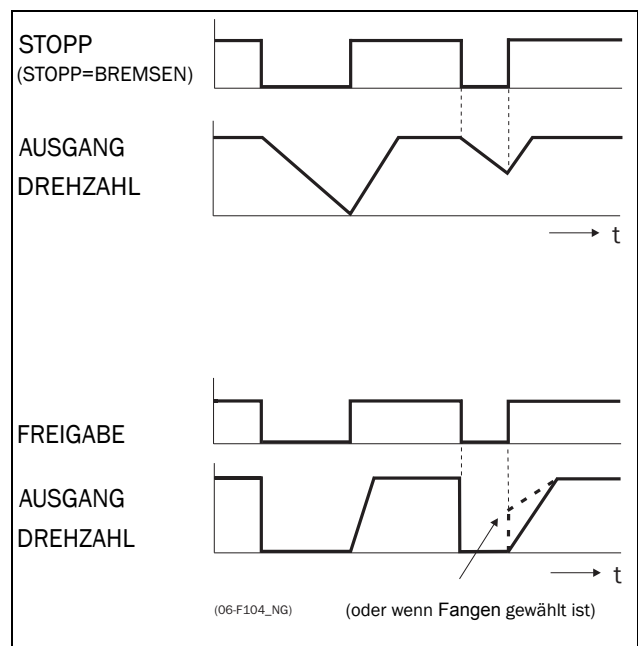 STOPP
(STOPP=BREMSEN)
AUSGANG
DREHZAHL
t
FREIGABE
AUSGANG
DREHZAHL
t
(06-F104_NG)
(oder wenn Fangen gewählt ist)